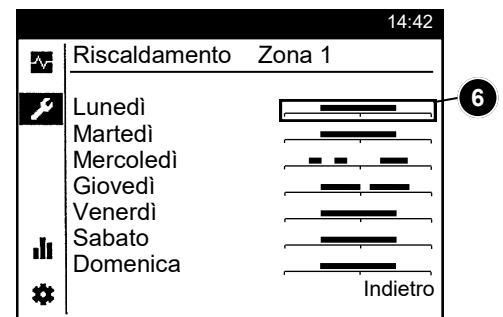 14:42
Riscaldamento Zona 1
Lunedì
6
Martedì
Mercoledì
Giovedì
Venerdì
Sabato
Domenica
Indietro